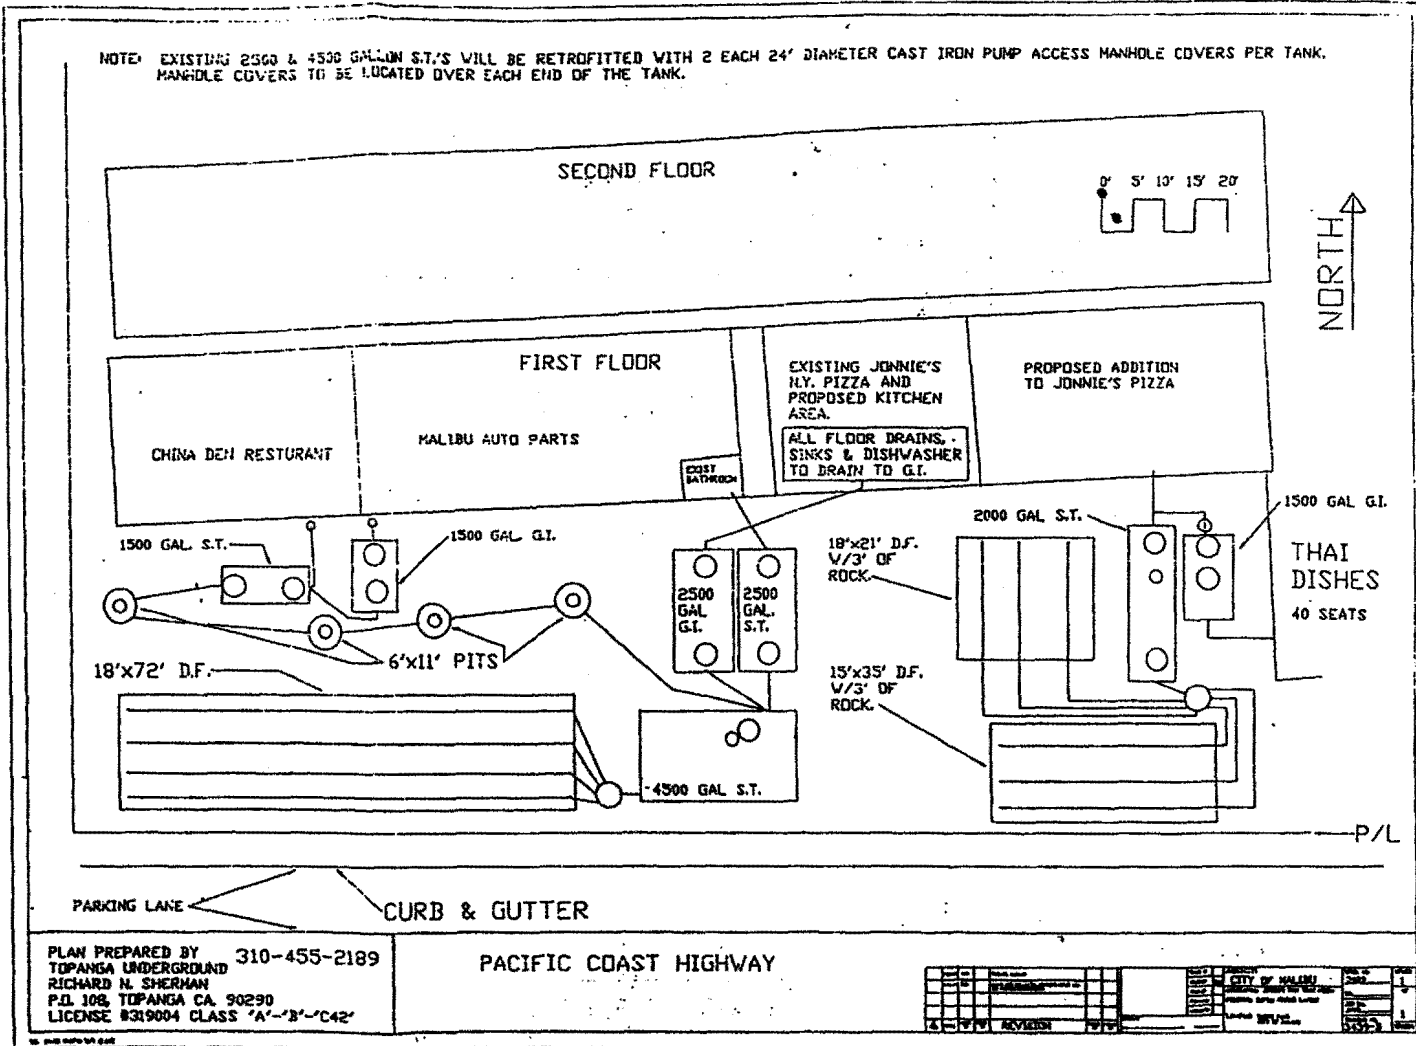 NOTE: EXISTING 2500 & 4500 GALLON S.T.'S WILL BE RETROFITTED WITH 2 EACH 24' DIAMETER CAST IRON PUMP ACCESS MANHOLE COVERS PER TANK.
MANHOLE COVERS TO BE LOCATED OVER EACH END OF THE TANK.
SECOND FLOOR
0' 5' 10' 15' 20'
NORTH
FIRST FLOOR
EXISTING JONNIE'S
N.Y. PIZZA AND
PROPOSED KITCHEN
AREA.
PROPOSED ADDITION
TO JONNIE'S PIZZA
CHINA DEN RESTURANT
MALIBU AUTO PARTS
ALL FLOOR DRAINS,
SINKS & DISHWASHER
TO DRAIN TO G.I.
EXIST
BATHROOM
1500 GAL. S.T.
1500 GAL. G.I.
2000 GAL S.T.
1500 GAL G.I.
18'x21' D.F.
W/3' OF
ROCK.
THAI
DISHES
40 SEATS
2500
GAL
G.I.
2500
GAL.
S.T.
6'x11' PITS
18'x72' D.F.
15'x35' D.F.
W/3' OF
ROCK.
4500 GAL S.T.
P/L
PARKING LANE
CURB & GUTTER
PLAN PREPARED BY 310-455-2189
TOPANGA UNDERGROUND
RICHARD N. SHERMAN
P.O. 108, TOPANGA CA. 90290
LICENSE #319004 CLASS 'A'-'B'-'C42'
PACIFIC COAST HIGHWAY
CITY OF MALIBU
1
1
REVISION